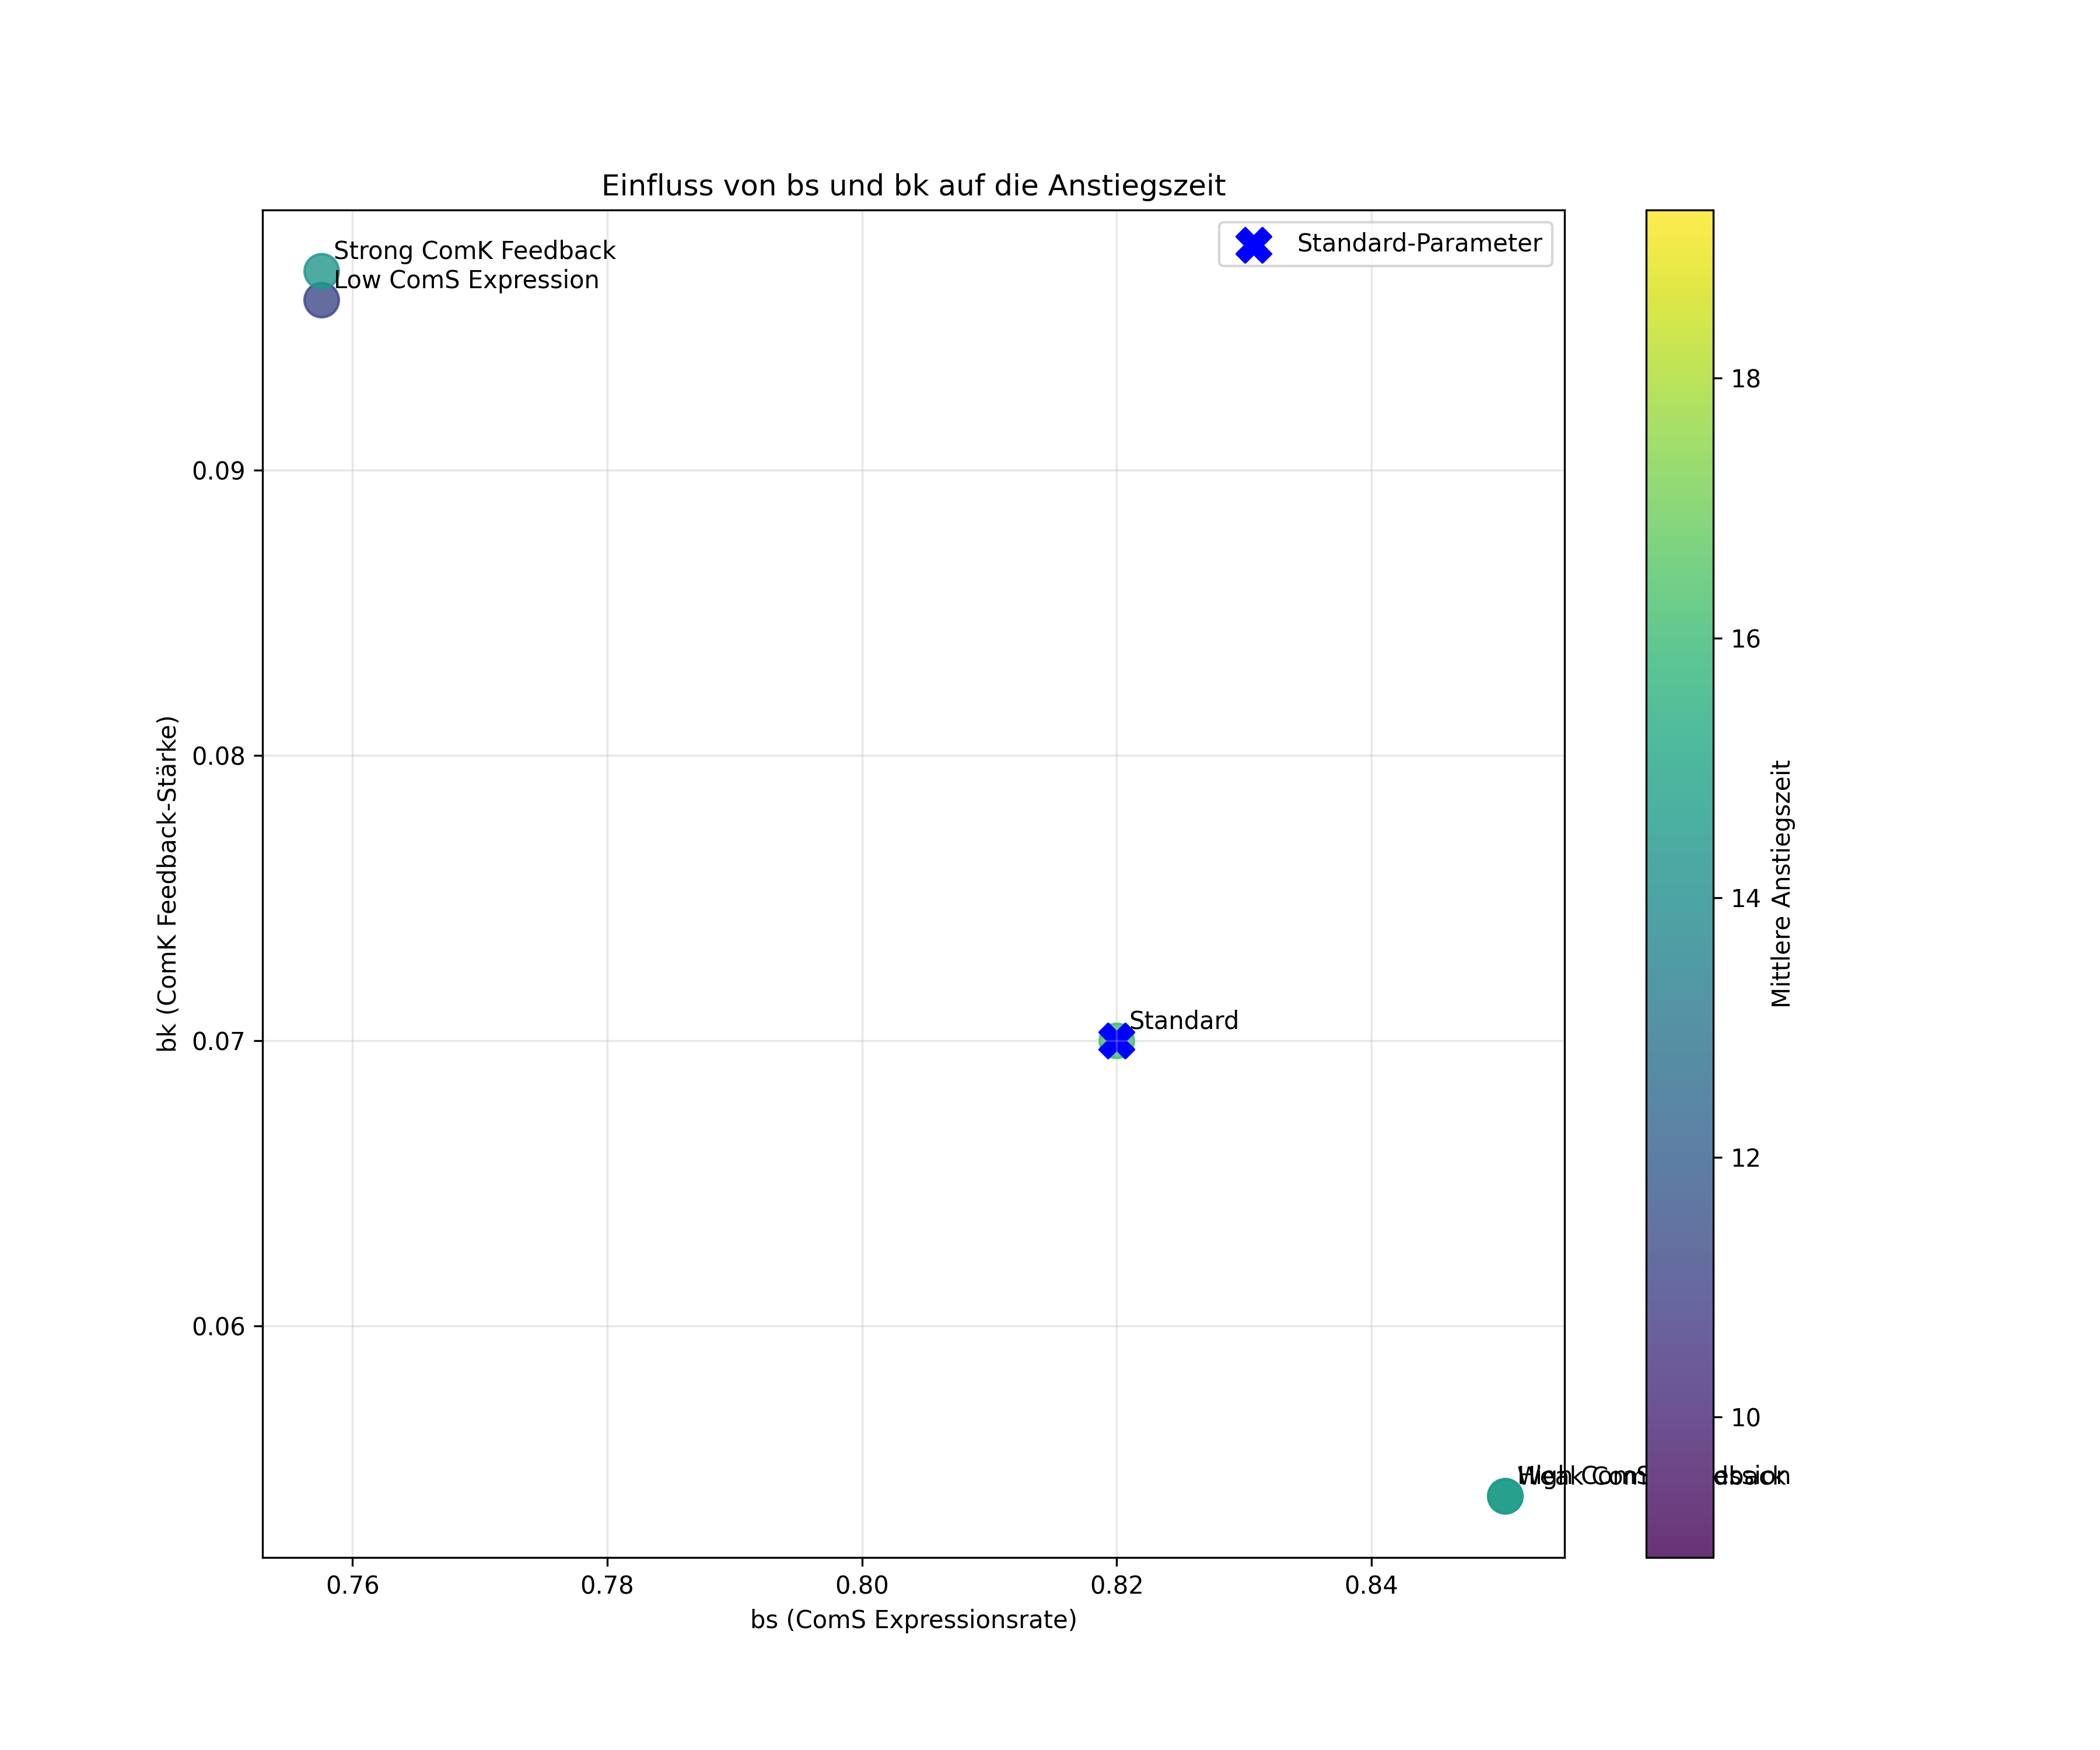 Einfluss von bs und bk auf die Anstiegszeit
Standard-Parameter
Strong ComK Feedback
Low ComS Expression
Standard
0.09
0.08
0.07
0.06
bk (ComK Feedback-Stärke)
0.76
0.78
0.80
0.82
0.84
bs (ComS Expressionsrate)
18
16
14
12
10
Mittlere Anstiegszeit